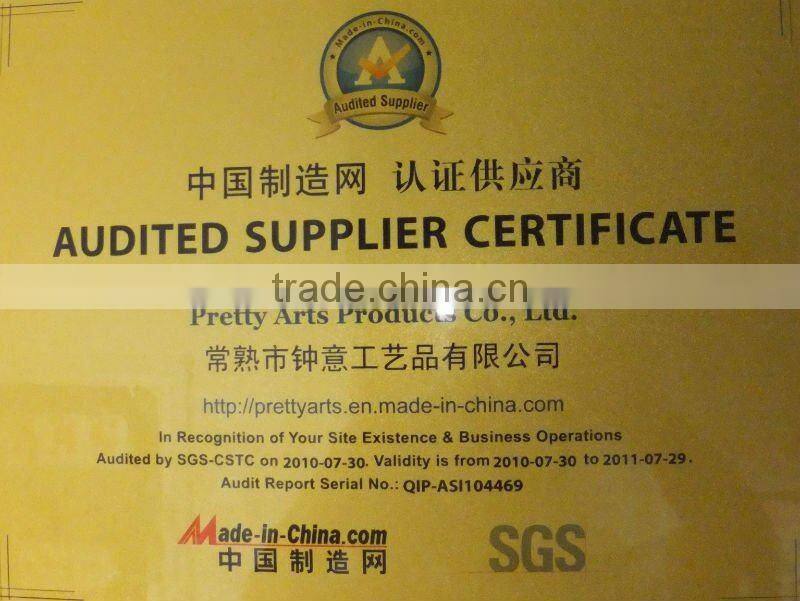 Made-in-China.com
A
Audited Supplier
中国制造网 认证供应商
AUDITED SUPPLIER CERTIFICATE
trade.china.cn
Pretty Arts Products Co., Ltd.
常熟市钟意工艺品有限公司
http://prettyarts.en.made-in-china.com
In Recognition of Your Site Existence & Business Operations
Audited by SGS-CSTC on 2010-07-30. Validity is from 2010-07-30 to 2011-07-29.
Audit Report Serial No.: QIP-ASI104469
Made-in-China.com
中国制造网
SGS